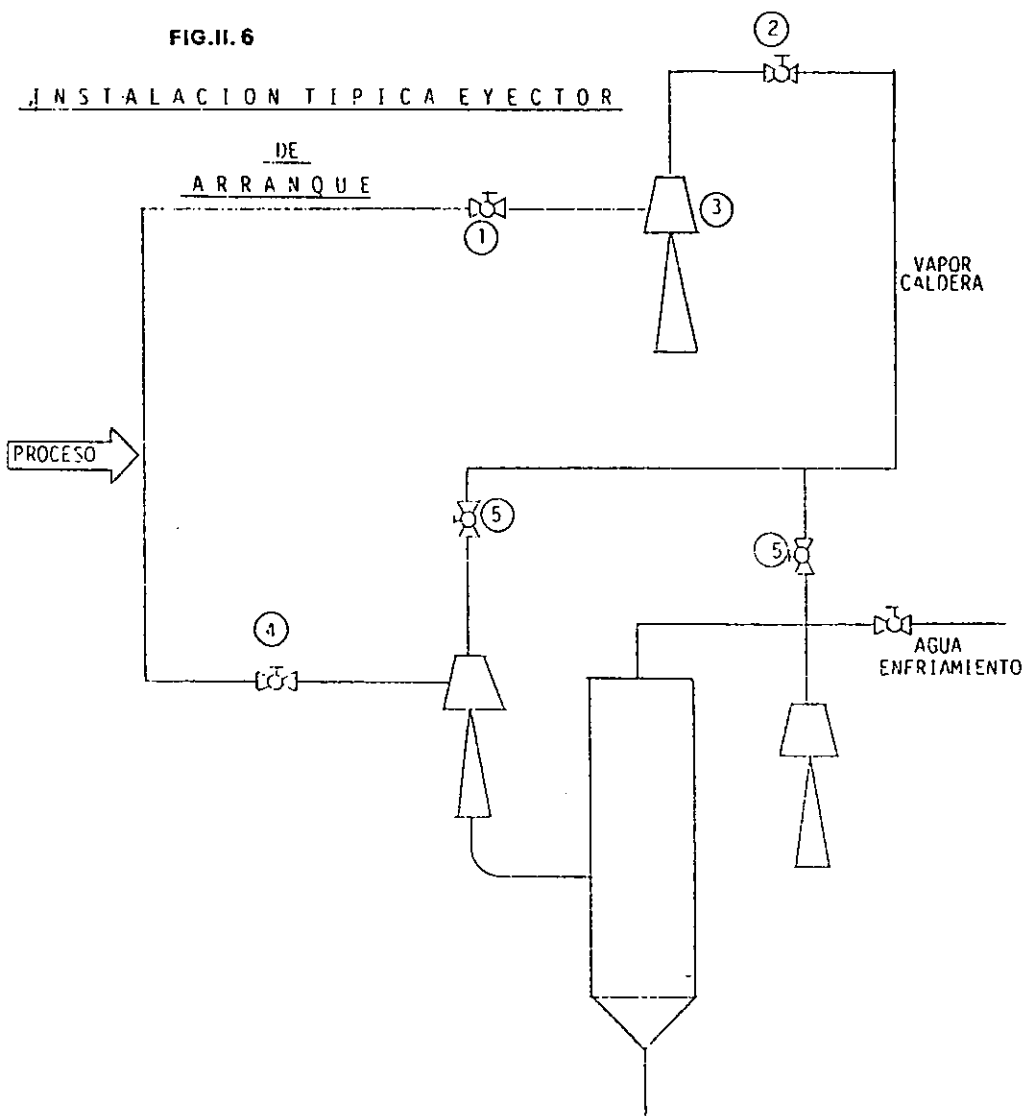 FIG.II.6
INSTALACION TIPICA EYECTOR
DE
ARRANQUE
2
1
3
VAPOR
CALDERA
PROCESO
5
5
4
AGUA
ENFRIAMIENTO